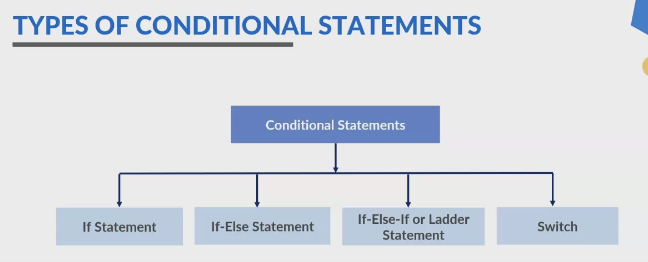 TYPES OF CONDITIONAL STATEMENTS
Conditional Statements
If Statement
If-Else Statement
If-Else-If or Ladder
Statement
Switch